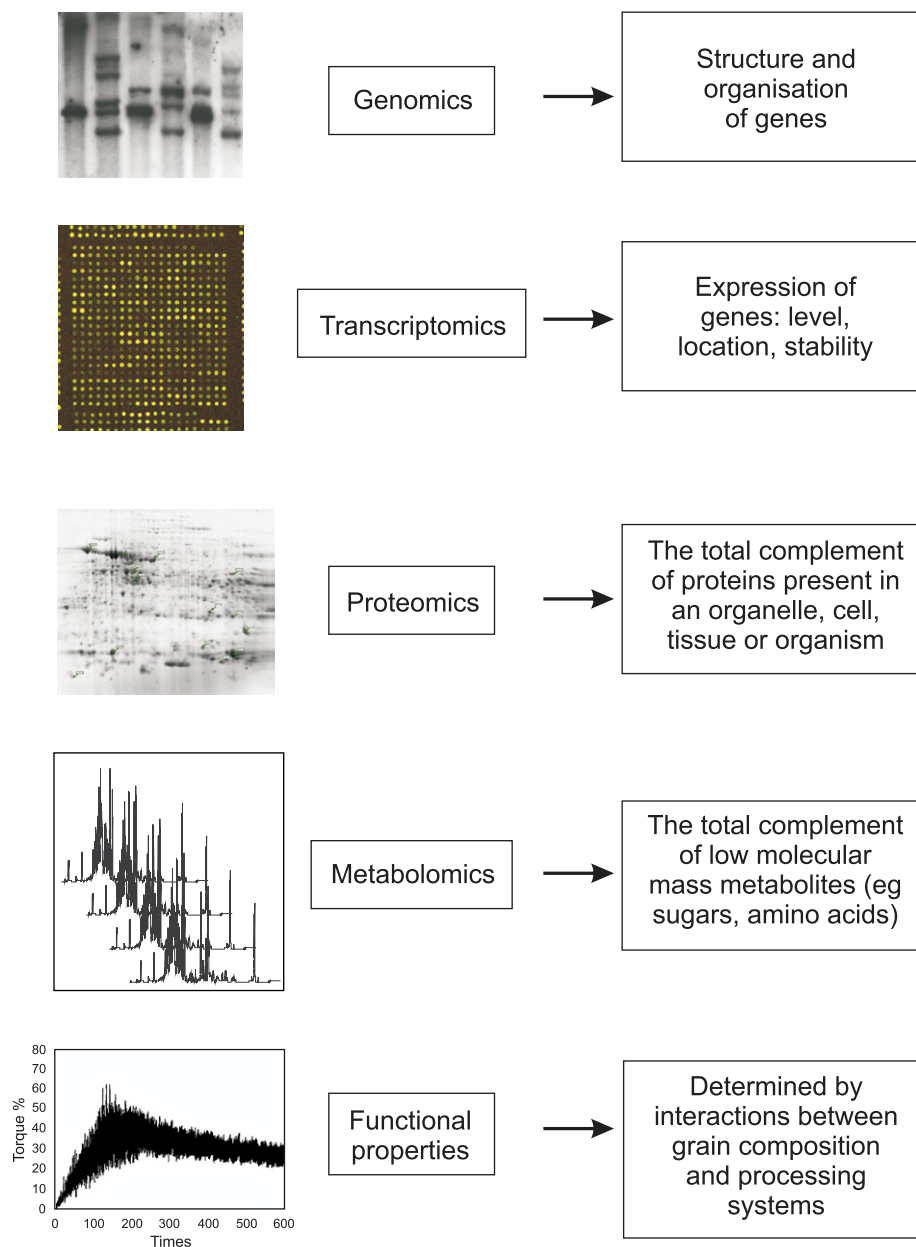 Genomics
Structure and
organisation
of genes
Transcriptomics
Expression of
genes: level,
location, stability
Proteomics
The total complement
of proteins present in
an organelle, cell,
tissue or organism
Metabolomics
The total complement
of low molecular
mass metabolites (eg
sugars, amino acids)
80
70
60
50
40
30
20
10
0
Torque %
0 100 200 300 400 500 600
Times
Functional
properties
Determined by
interactions between
grain composition
and processing
systems